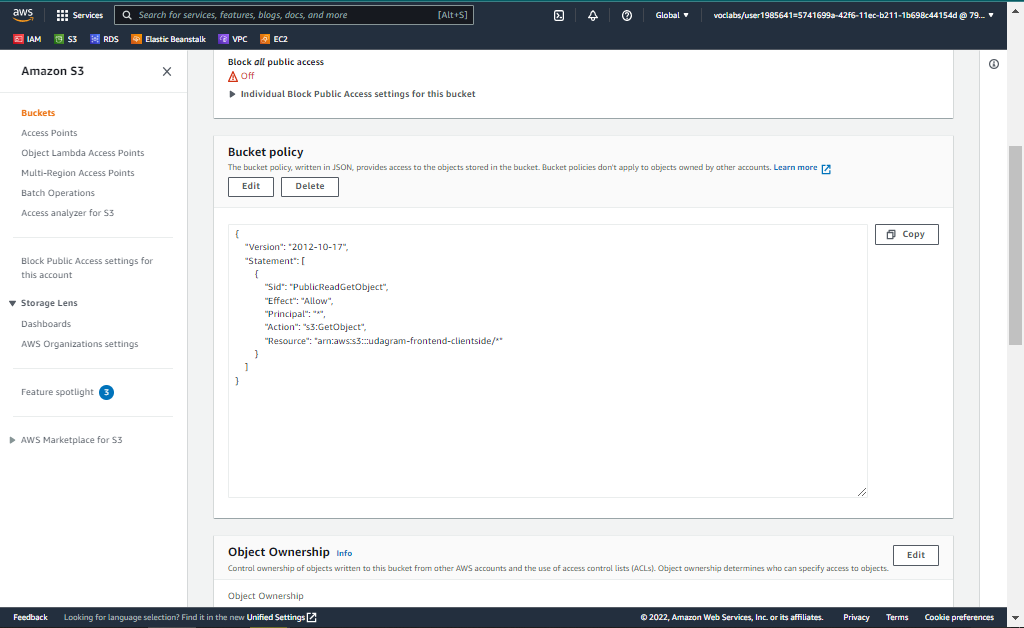 aws
Services
Search for services, features, blogs, docs, and more
[Alt+S]
Global
voclabs/user1985641=5741699a-42f6-11ec-b211-1b698c44154d @ 79...
IAM
S3
RDS
Elastic Beanstalk
VPC
EC2
Amazon S3
Buckets
Access Points
Object Lambda Access Points
Multi-Region Access Points
Batch Operations
Access analyzer for S3
Block Public Access settings for
this account
Storage Lens
Dashboards
AWS Organizations settings
Feature spotlight 3
AWS Marketplace for S3
Block all public access
Off
Individual Block Public Access settings for this bucket
Bucket policy
The bucket policy, written in JSON, provides access to the objects stored in the bucket. Bucket policies don't apply to objects owned by other accounts. Learn more
Edit
Delete
Copy
{
"Version": "2012-10-17",
"Statement": [
{
"Sid": "PublicReadGetObject",
"Effect": "Allow",
"Principal": "*",
"Action": "s3:GetObject",
"Resource": "arn:aws:s3:::udagram-frontend-clientside/*"
}
]
}
Object Ownership Info
Edit
Control ownership of objects written to this bucket from other AWS accounts and the use of access control lists (ACLs). Object ownership determines who can specify access to objects.
Object Ownership
Feedback
Looking for language selection? Find it in the new Unified Settings
© 2022, Amazon Web Services, Inc. or its affiliates.
Privacy
Terms
Cookie preferences